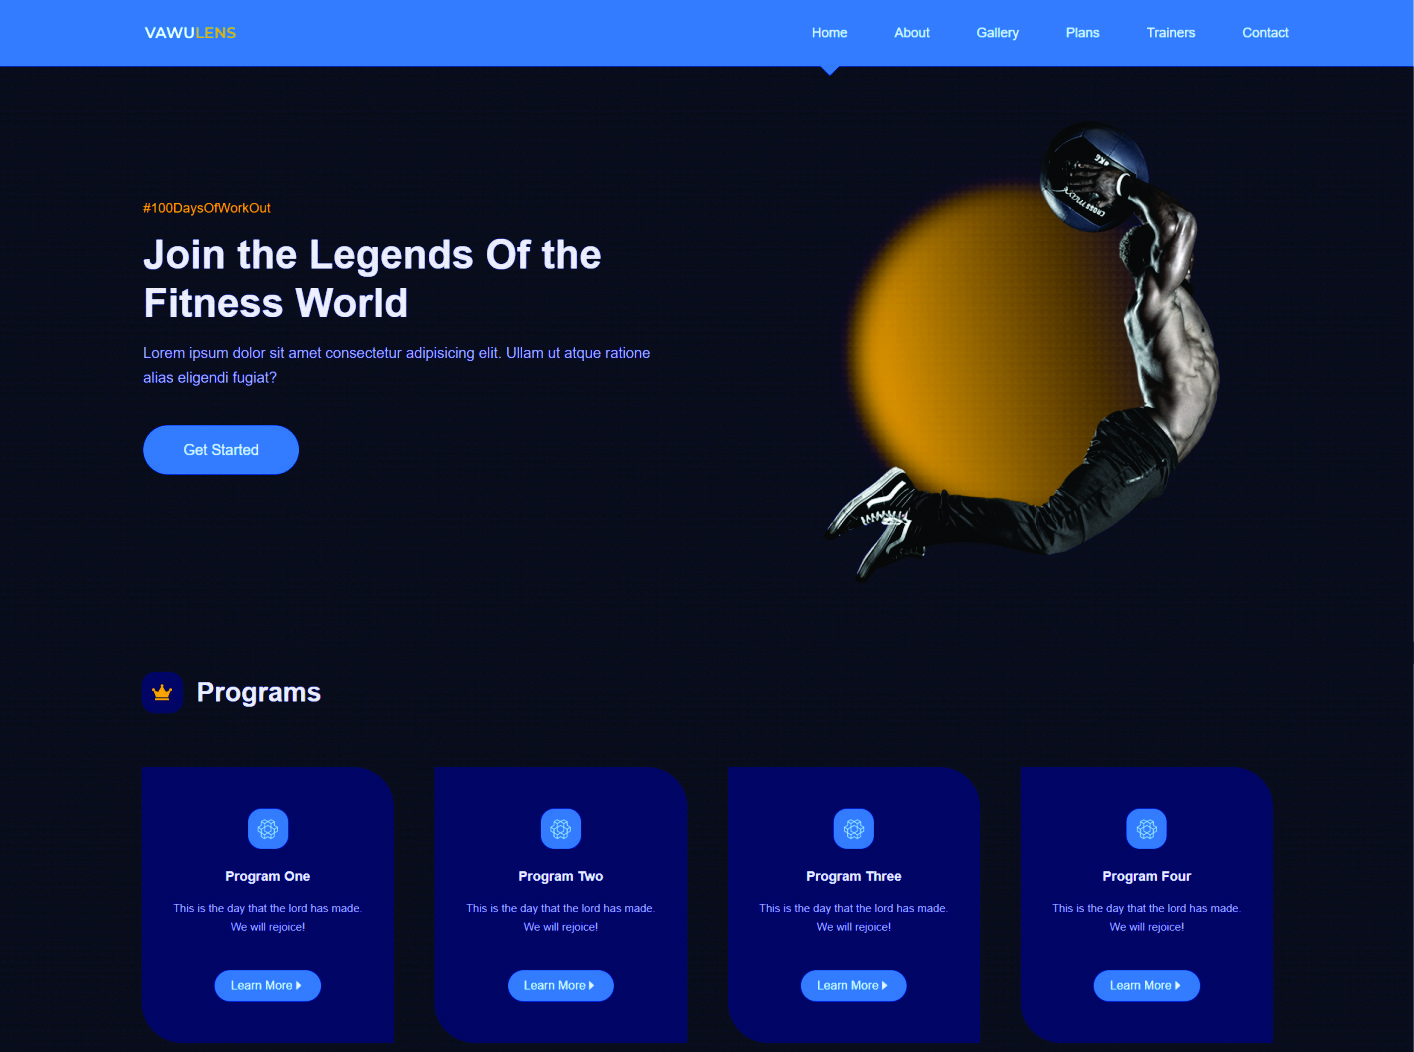 VAWULENS
Home About Gallery Plans Trainers Contact
4KG
CROSS MAXX
#100DaysOfWorkOut
Join the Legends Of the
Fitness World
Lorem ipsum dolor sit amet consectetur adipisicing elit. Ullam ut atque ratione
alias eligendi fugiat?
Get Started
Programs
Program One
This is the day that the lord has made.
We will rejoice!
Learn More
Program Two
This is the day that the lord has made.
We will rejoice!
Learn More
Program Three
This is the day that the lord has made.
We will rejoice!
Learn More
Program Four
This is the day that the lord has made.
We will rejoice!
Learn More